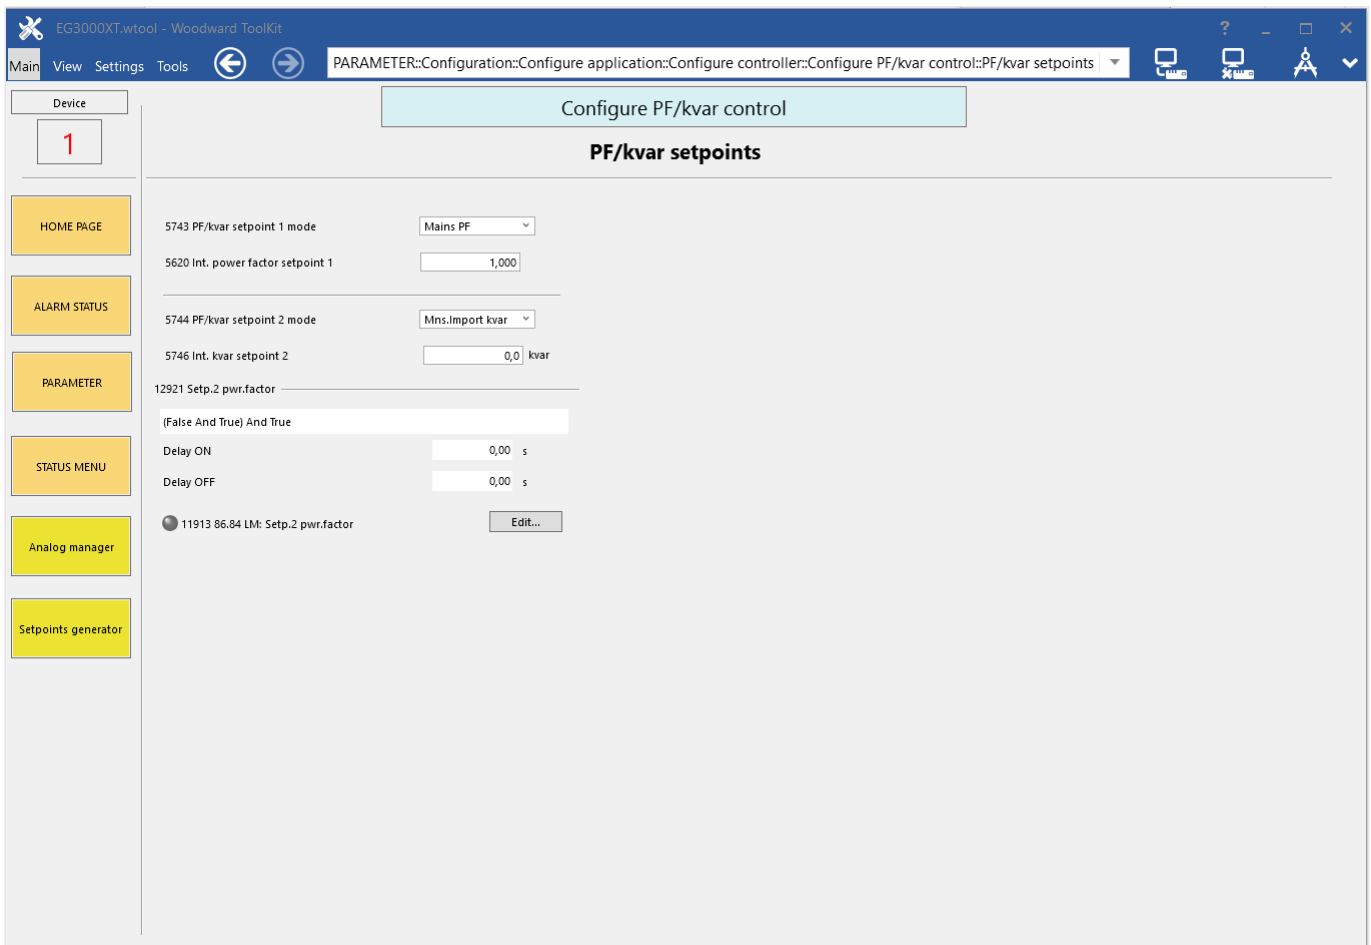 EG3000XT.wtool - Woodward ToolKit
?
Main View Settings Tools
PARAMETER::Configuration::Configure application::Configure controller::Configure PF/kvar control::PF/kvar setpoints
Device
1
Configure PF/kvar control
PF/kvar setpoints
HOME PAGE
ALARM STATUS
PARAMETER
STATUS MENU
Analog manager
Setpoints generator
5743 PF/kvar setpoint 1 mode Mains PF
5620 Int. power factor setpoint 1 1,000
5744 PF/kvar setpoint 2 mode Mns.Import kvar
5746 Int. kvar setpoint 2 0,0 kvar
12921 Setp.2 pwr.factor
(False And True) And True
Delay ON 0,00 s
Delay OFF 0,00 s
11913 86.84 LM: Setp.2 pwr.factor Edit...